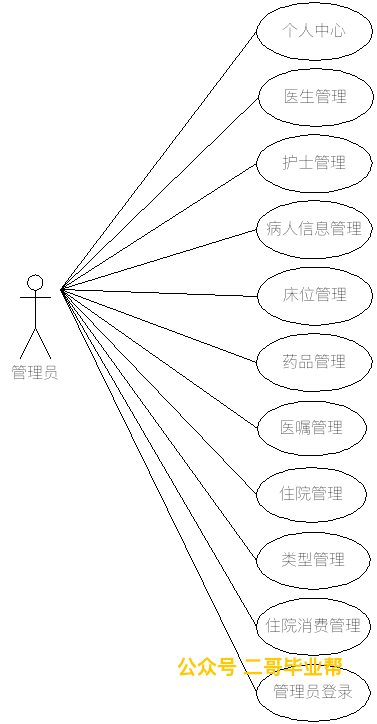 个人中心
医生管理
护士管理
病人信息管理
床位管理
管理员
药品管理
医嘱管理
住院管理
类型管理
住院消费管理
公众号 二哥毕业帮
管理员登录